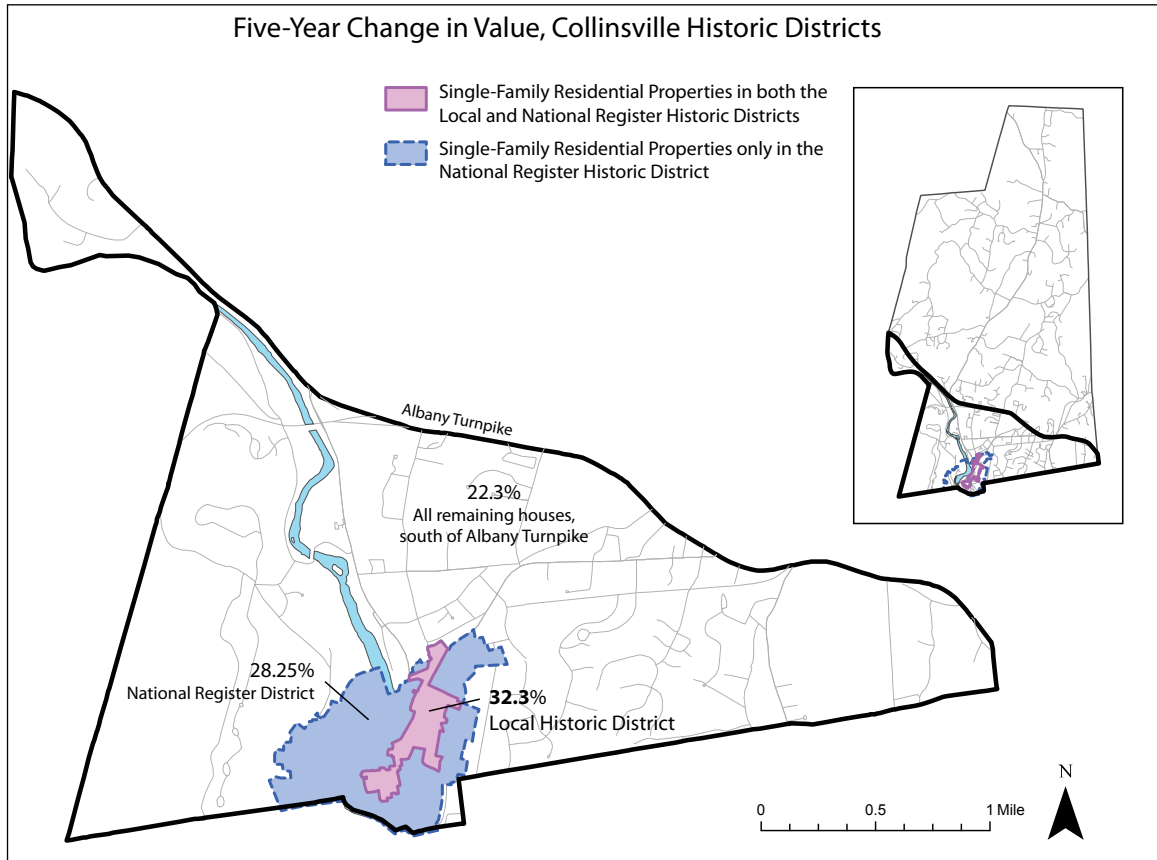 Five-Year Change in Value, Collinsville Historic Districts
Single-Family Residential Properties in both the
Local and National Register Historic Districts
Single-Family Residential Properties only in the
National Register Historic District
Albany Turnpike
22.3%
All remaining houses,
south of Albany Turnpike
28.25%
National Register District
32.3%
Local Historic District
N
0 0.5 1 Mile